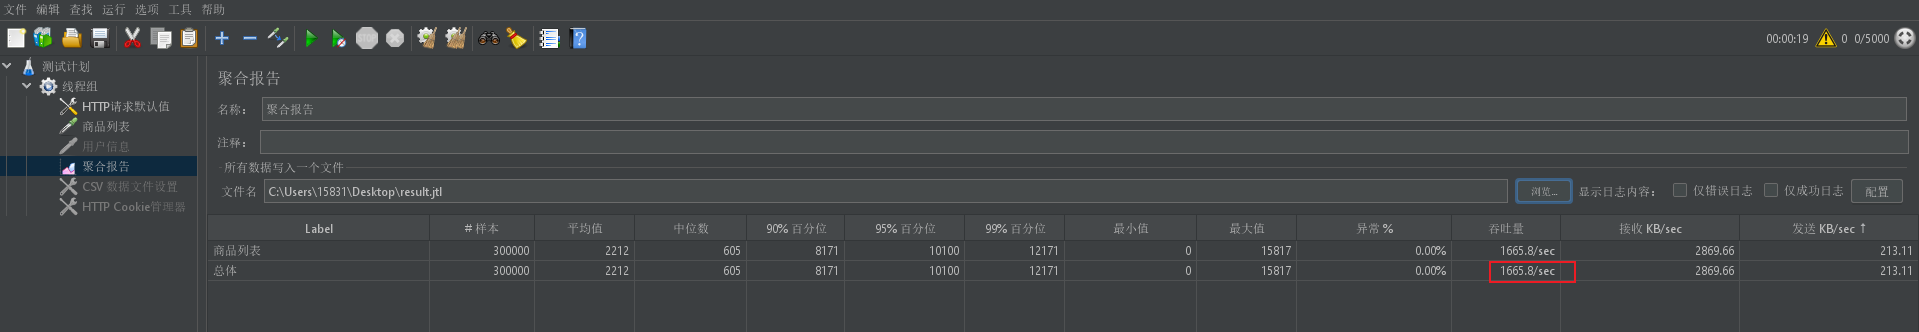 文件 编辑 查找 运行 选项 工具 帮助
STOP
00:00:19 0 0/5000
测试计划
线程组
HTTP请求默认值
商品列表
用户信息
聚合报告
CSV 数据文件设置
HTTP Cookie管理器
聚合报告
名称： 聚合报告
注释：
所有数据写入一个文件
文件名 C:\Users\15831\Desktop\result.jtl 浏览... 显示日志内容： 仅错误日志 仅成功日志 配置
Label # 样本 平均值 中位数 90% 百分位 95% 百分位 99% 百分位 最小值 最大值 异常 % 吞吐量 接收 KB/sec 发送 KB/sec ↑
商品列表 300000 2212 605 8171 10100 12171 0 15817 0.00% 1665.8/sec 2869.66 213.11
总体 300000 2212 605 8171 10100 12171 0 15817 0.00% 1665.8/sec 2869.66 213.11